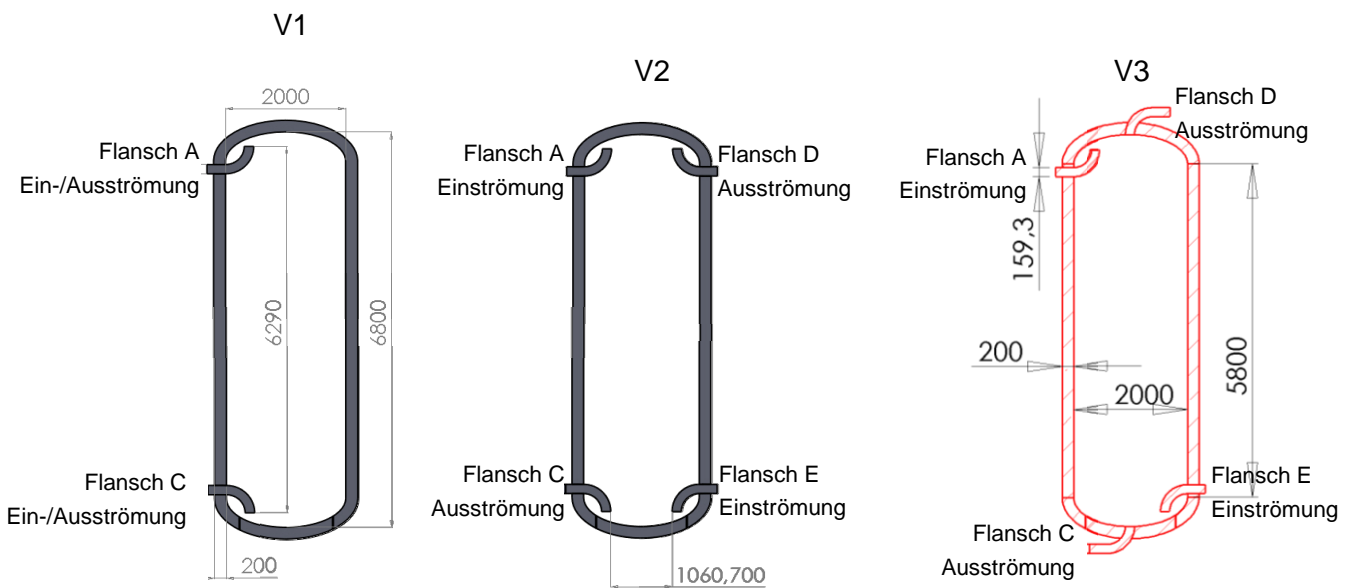 V1
2000
Flansch A
Ein-/Ausströmung
6290
6800
Flansch C
Ein-/Ausströmung
200
V2
Flansch A
Einströmung
Flansch D
Ausströmung
Flansch C
Ausströmung
Flansch E
Einströmung
1060,700
V3
Flansch D
Ausströmung
Flansch A
Einströmung
159,3
200
2000
5800
Flansch E
Einströmung
Flansch C
Ausströmung